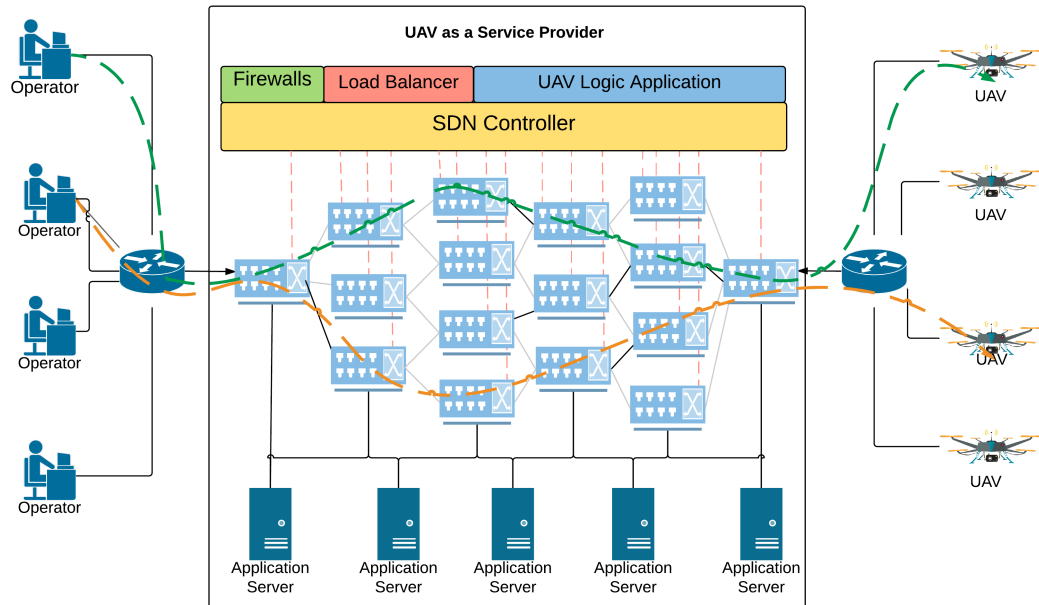 UAV as a Service Provider
Firewalls
Load Balancer
UAV Logic Application
SDN Controller
Operator
Operator
Operator
Operator
UAV
UAV
UAV
UAV
Application
Server
Application
Server
Application
Server
Application
Server
Application
Server